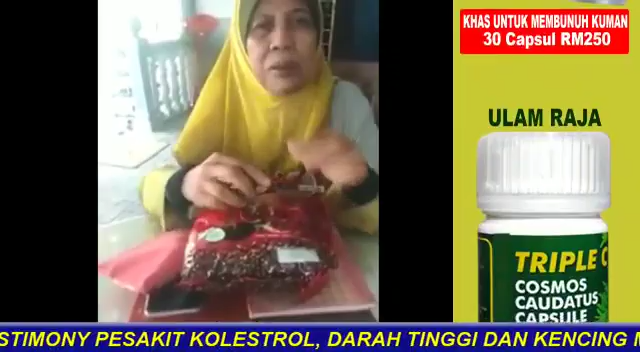 KHAS UNTUK MEMBUNUH KUMAN
30 Capsul RM250
ULAM RAJA
TRIPLE C
COSMOS
CAUDATUS
CAPSULE
STIMONY PESAKIT KOLESTROL, DARAH TINGGI DAN KENCING